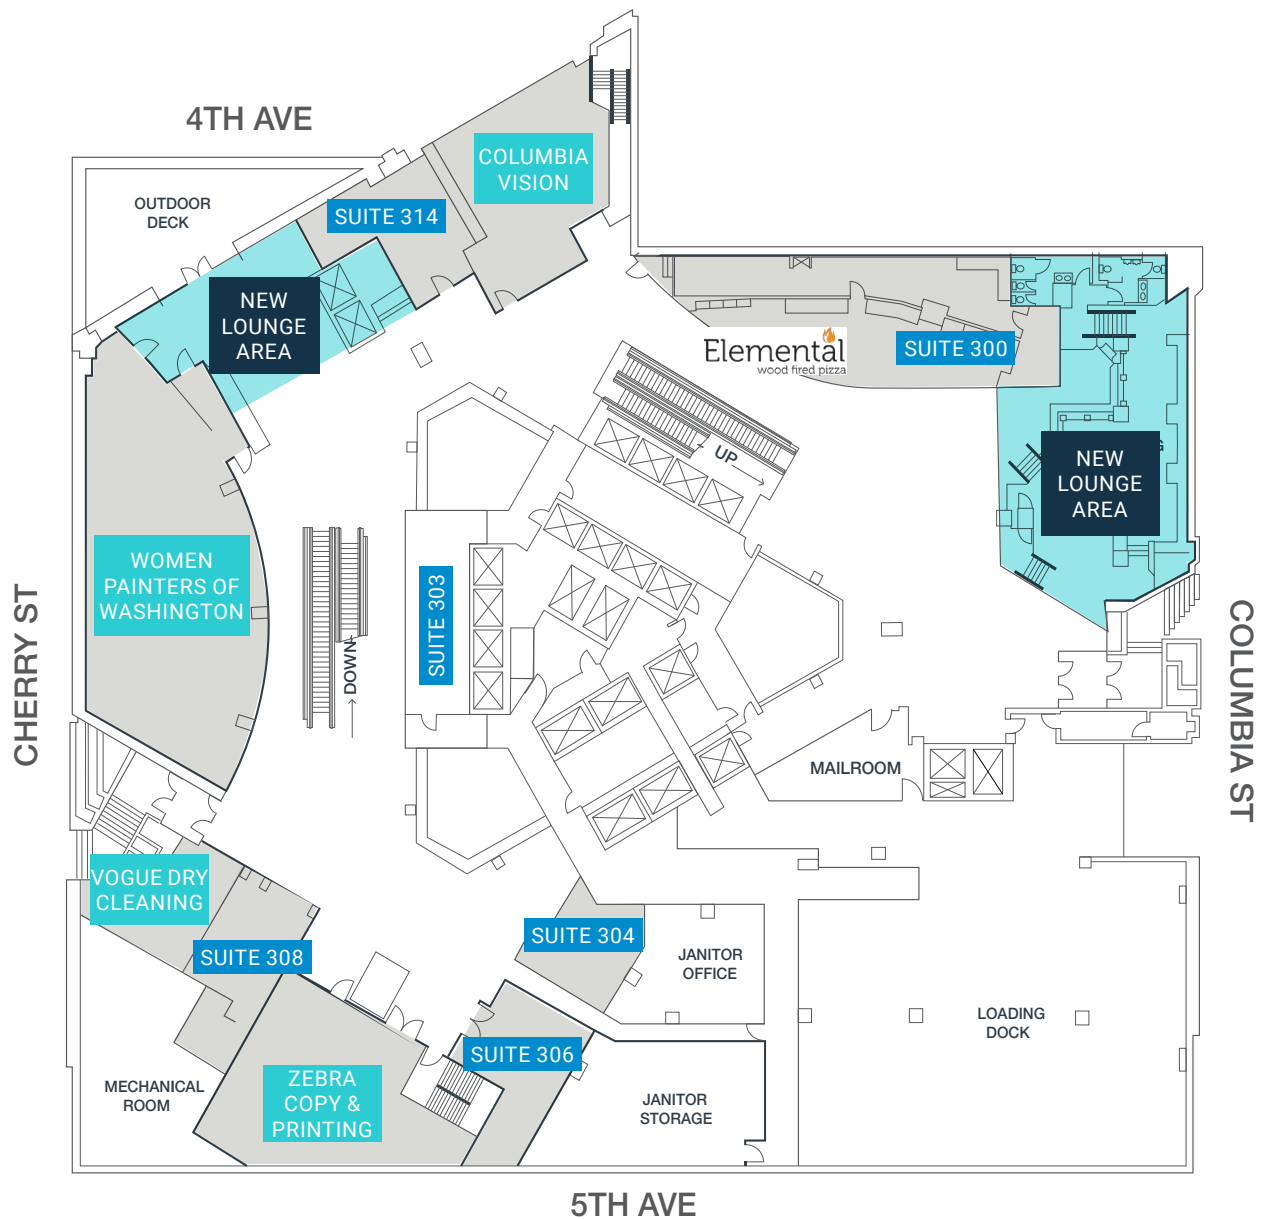 4TH AVE
COLUMBIA
VISION
OUTDOOR
DECK
SUITE 314
NEW
LOUNGE
AREA
Elemental
wood fired pizza
SUITE 300
UP
NEW
LOUNGE
AREA
WOMEN
PAINTERS OF
WASHINGTON
CHERRY ST
DOWN
SUITE 303
COLUMBIA ST
MAILROOM
VOGUE DRY
CLEANING
SUITE 308
SUITE 304
JANITOR
OFFICE
LOADING
DOCK
SUITE 306
MECHANICAL
ROOM
ZEBRA
COPY &
PRINTING
JANITOR
STORAGE
5TH AVE